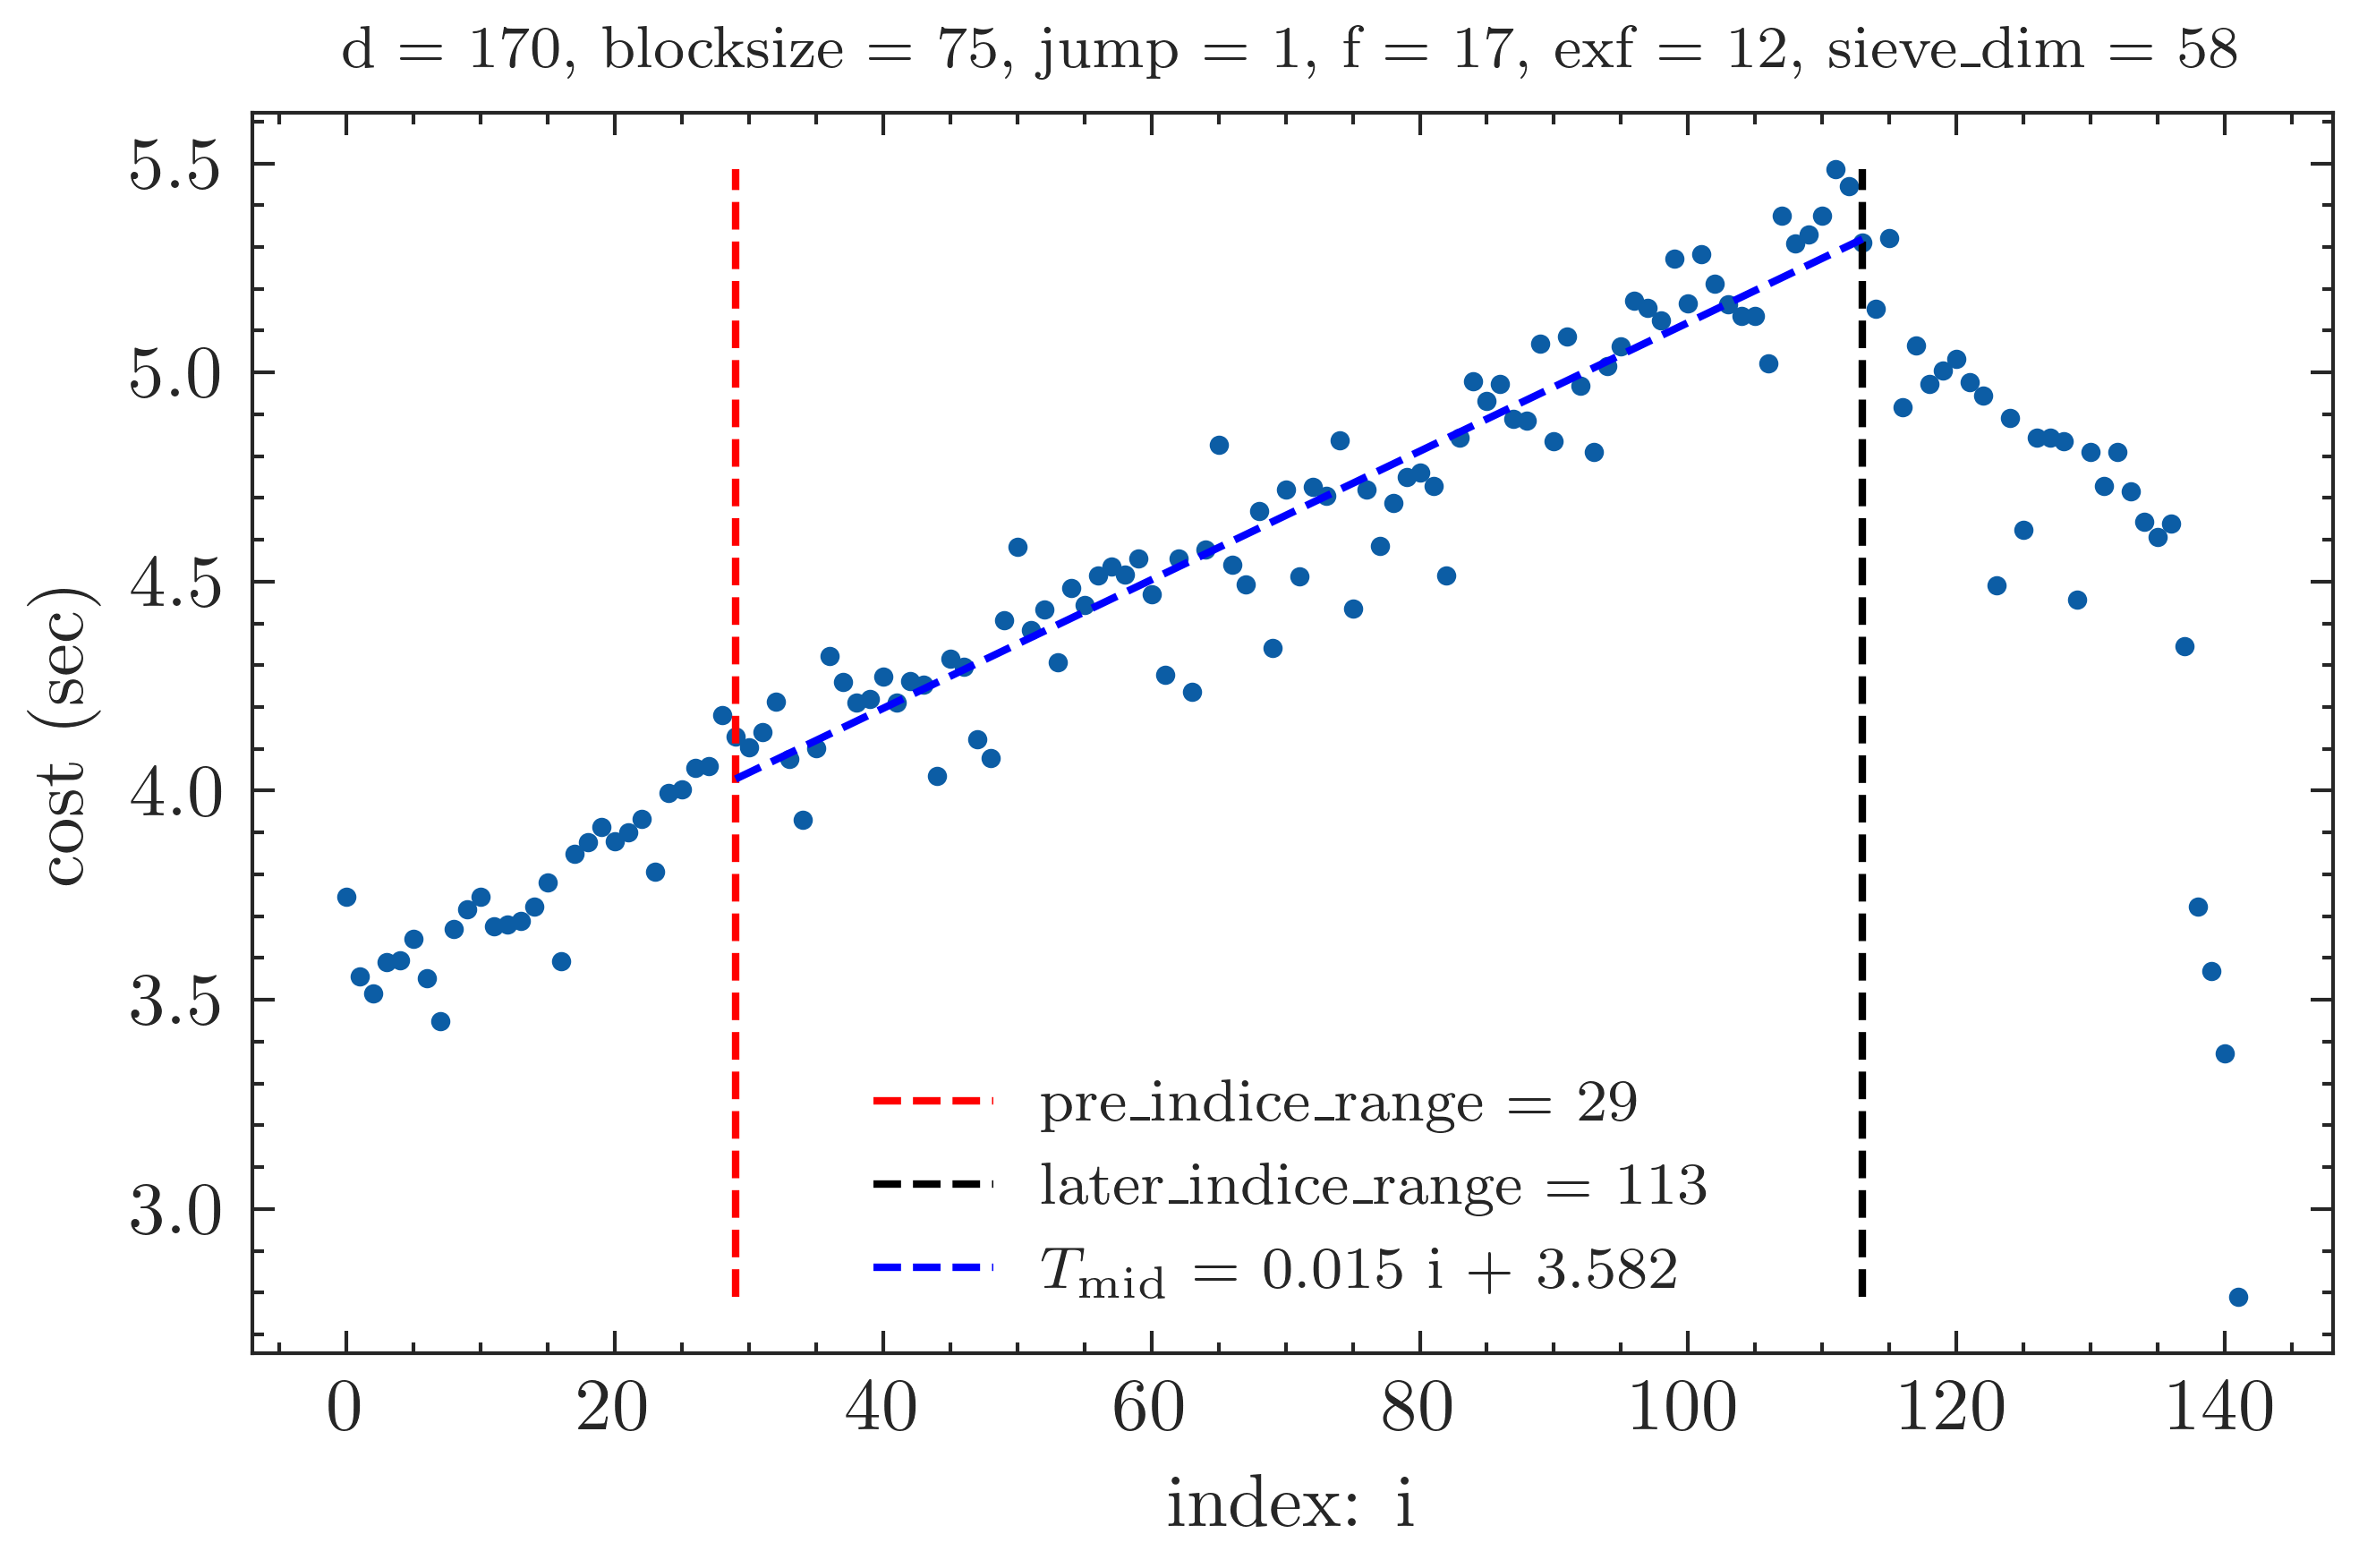 d = 170, blocksize = 75, jump = 1, f = 17, exf = 12, sieve_dim = 58
5.5
5.0
4.5
4.0
3.5
3.0
cost (sec)
pre_indice_range = 29
later_indice_range = 113
T_mid = 0.015 i + 3.582
0 20 40 60 80 100 120 140
index: i